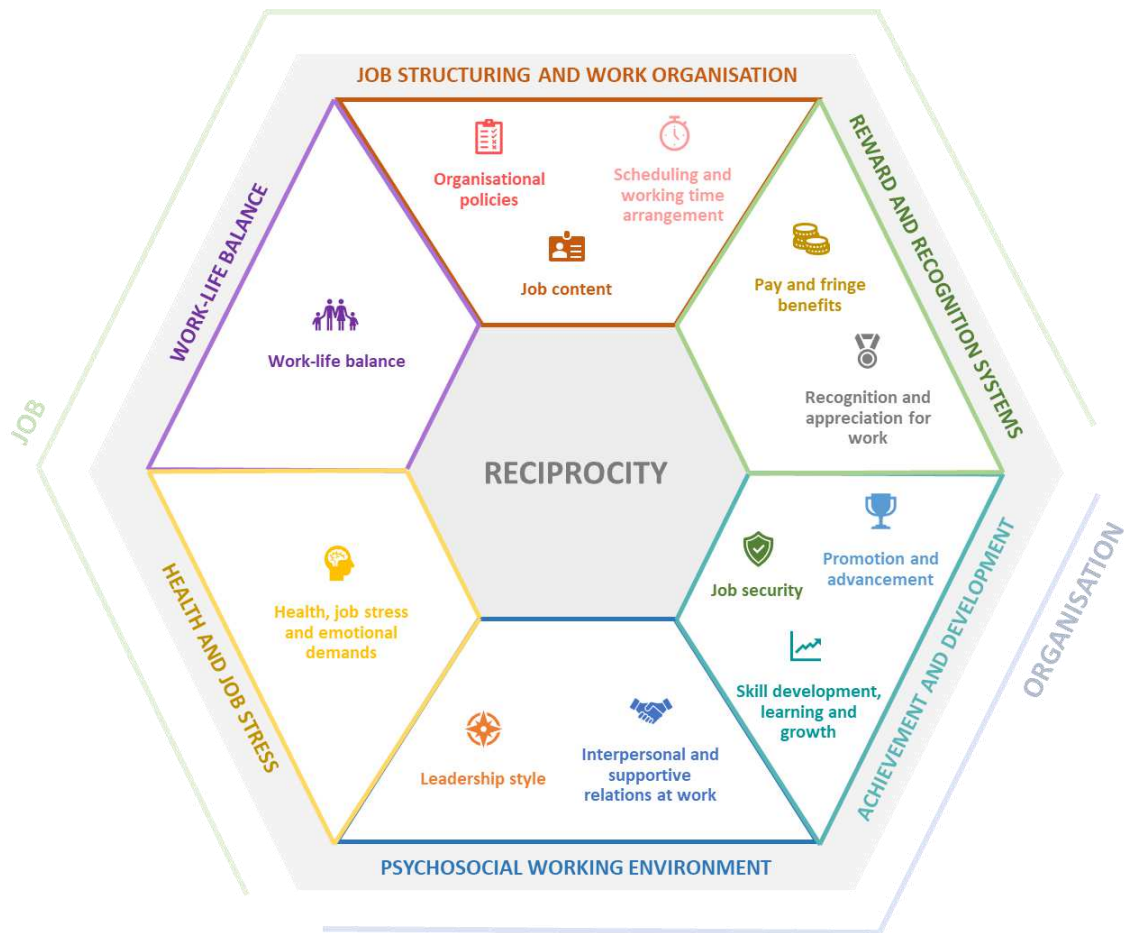 JOB STRUCTURING AND WORK ORGANISATION
Organisational
policies
Scheduling and
working time
arrangement
Job content
REWARD AND RECOGNITION SYSTEMS
Pay and fringe
benefits
Recognition and
appreciation for
work
WORK-LIFE BALANCE
Work-life balance
JOB
RECIPROCITY
HEALTH AND JOB STRESS
Health, job stress
and emotional
demands
Promotion and
advancement
Job security
Skill development,
learning and
growth
ACHIEVEMENT AND DEVELOPMENT
ORGANISATION
Leadership style
Interpersonal and
supportive
relations at work
PSYCHOSOCIAL WORKING ENVIRONMENT